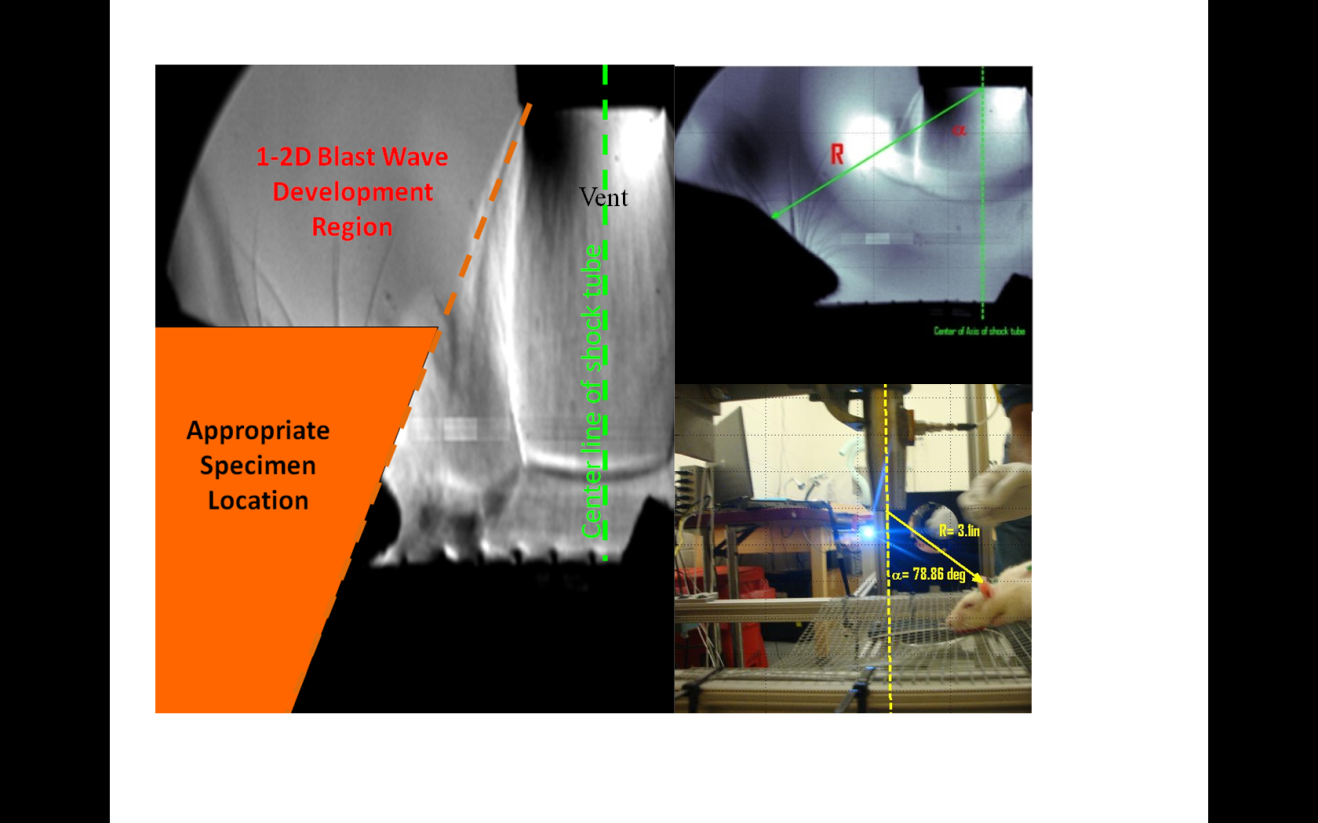 1-2D Blast Wave
Development
Region
Vent
Center line of shock tube
Appropriate
Specimen
Location
R
α
Center of Axis of shock tube
R= 3.1in
α= 78.86 deg